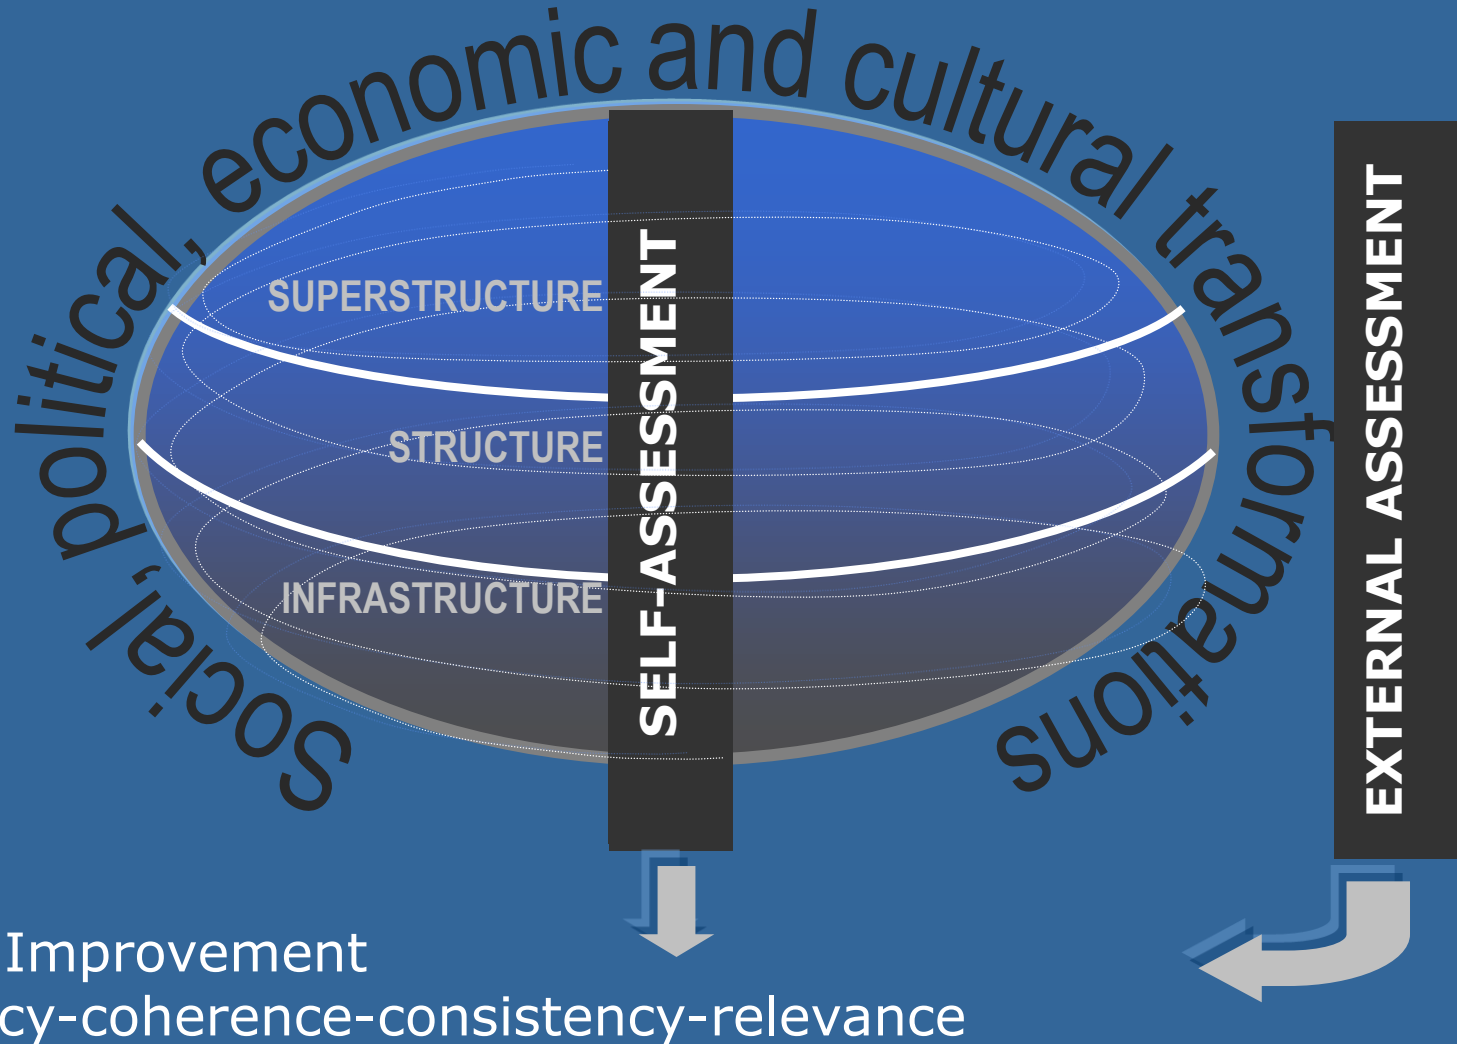 Social, political, economic and cultural transformations
SUPERSTRUCTURE
STRUCTURE
INFRASTRUCTURE
SELF-ASSESSMENT
EXTERNAL ASSESSMENT
Improvement
cy-coherence-consistency-relevance